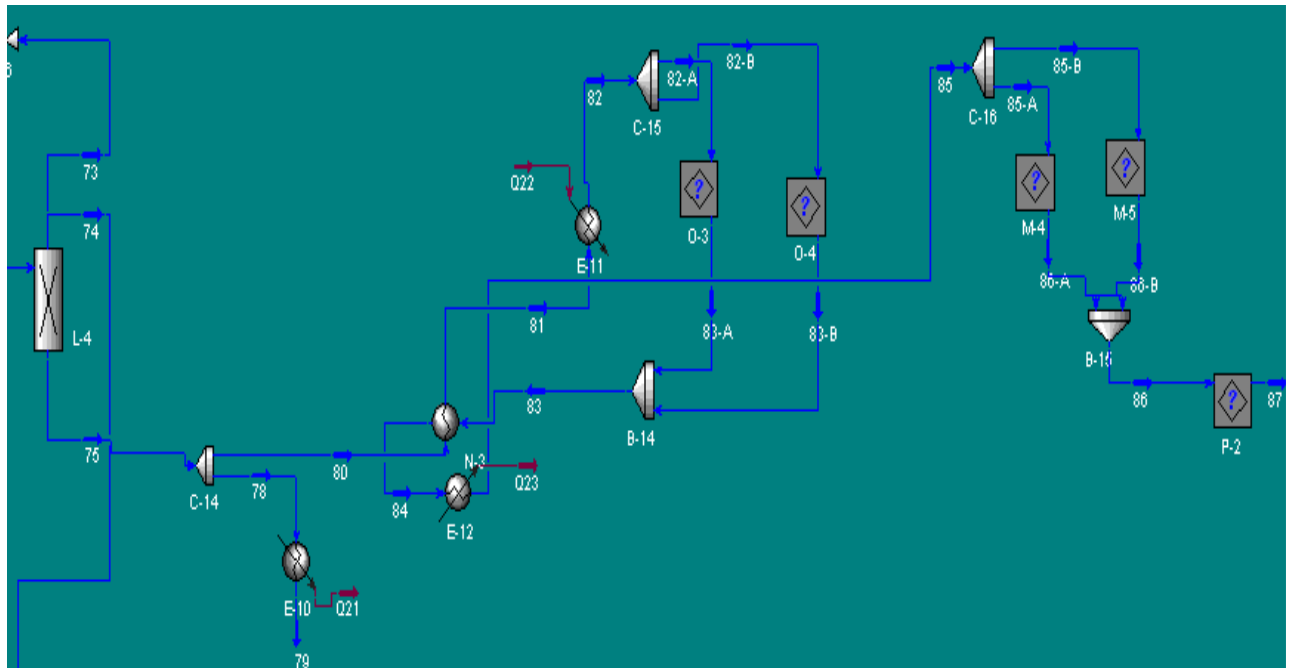 82
82-A
82-B
C-15
85
C-16
85-B
85-A
73
Q22
M-4
M-5
74
O-3
O-4
E-11
86-A
L-4
81
83-A
83-B
B-15
83
86
87
B-14
P-2
75
80
N-3
Q23
C-14
78
84
E-12
E-10
Q21
79